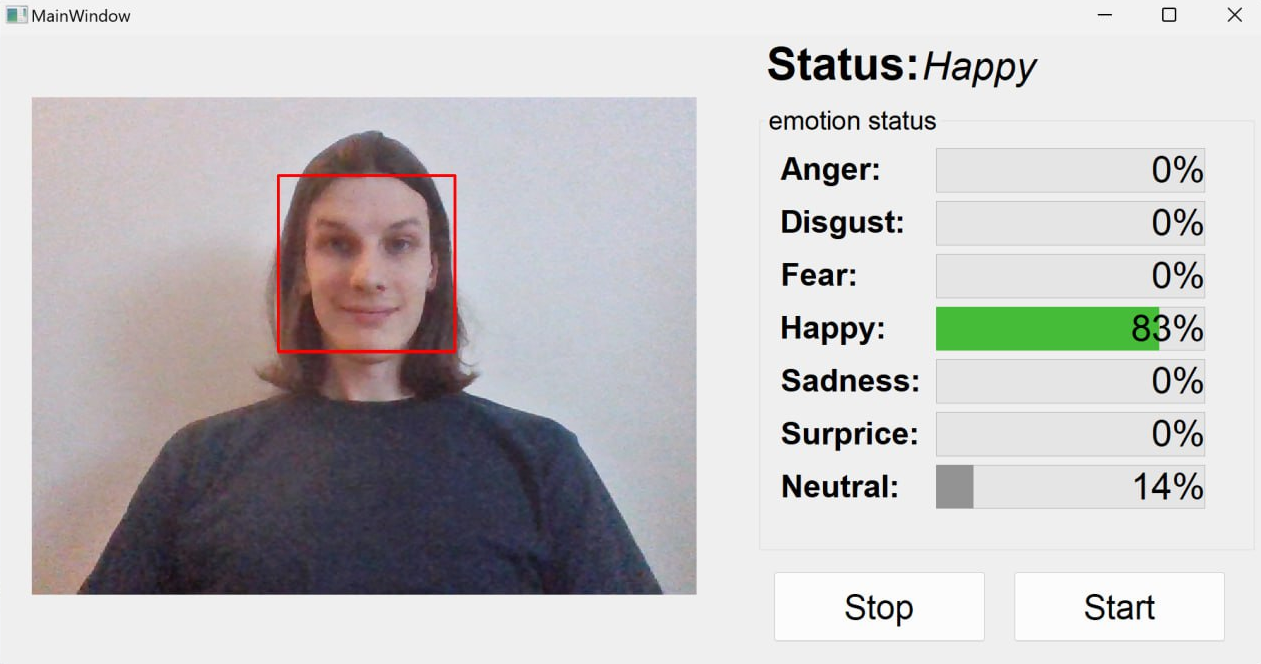 MainWindow
Status: Happy
emotion status
Anger: 0%
Disgust: 0%
Fear: 0%
Happy: 83%
Sadness: 0%
Surprice: 0%
Neutral: 14%
Stop Start